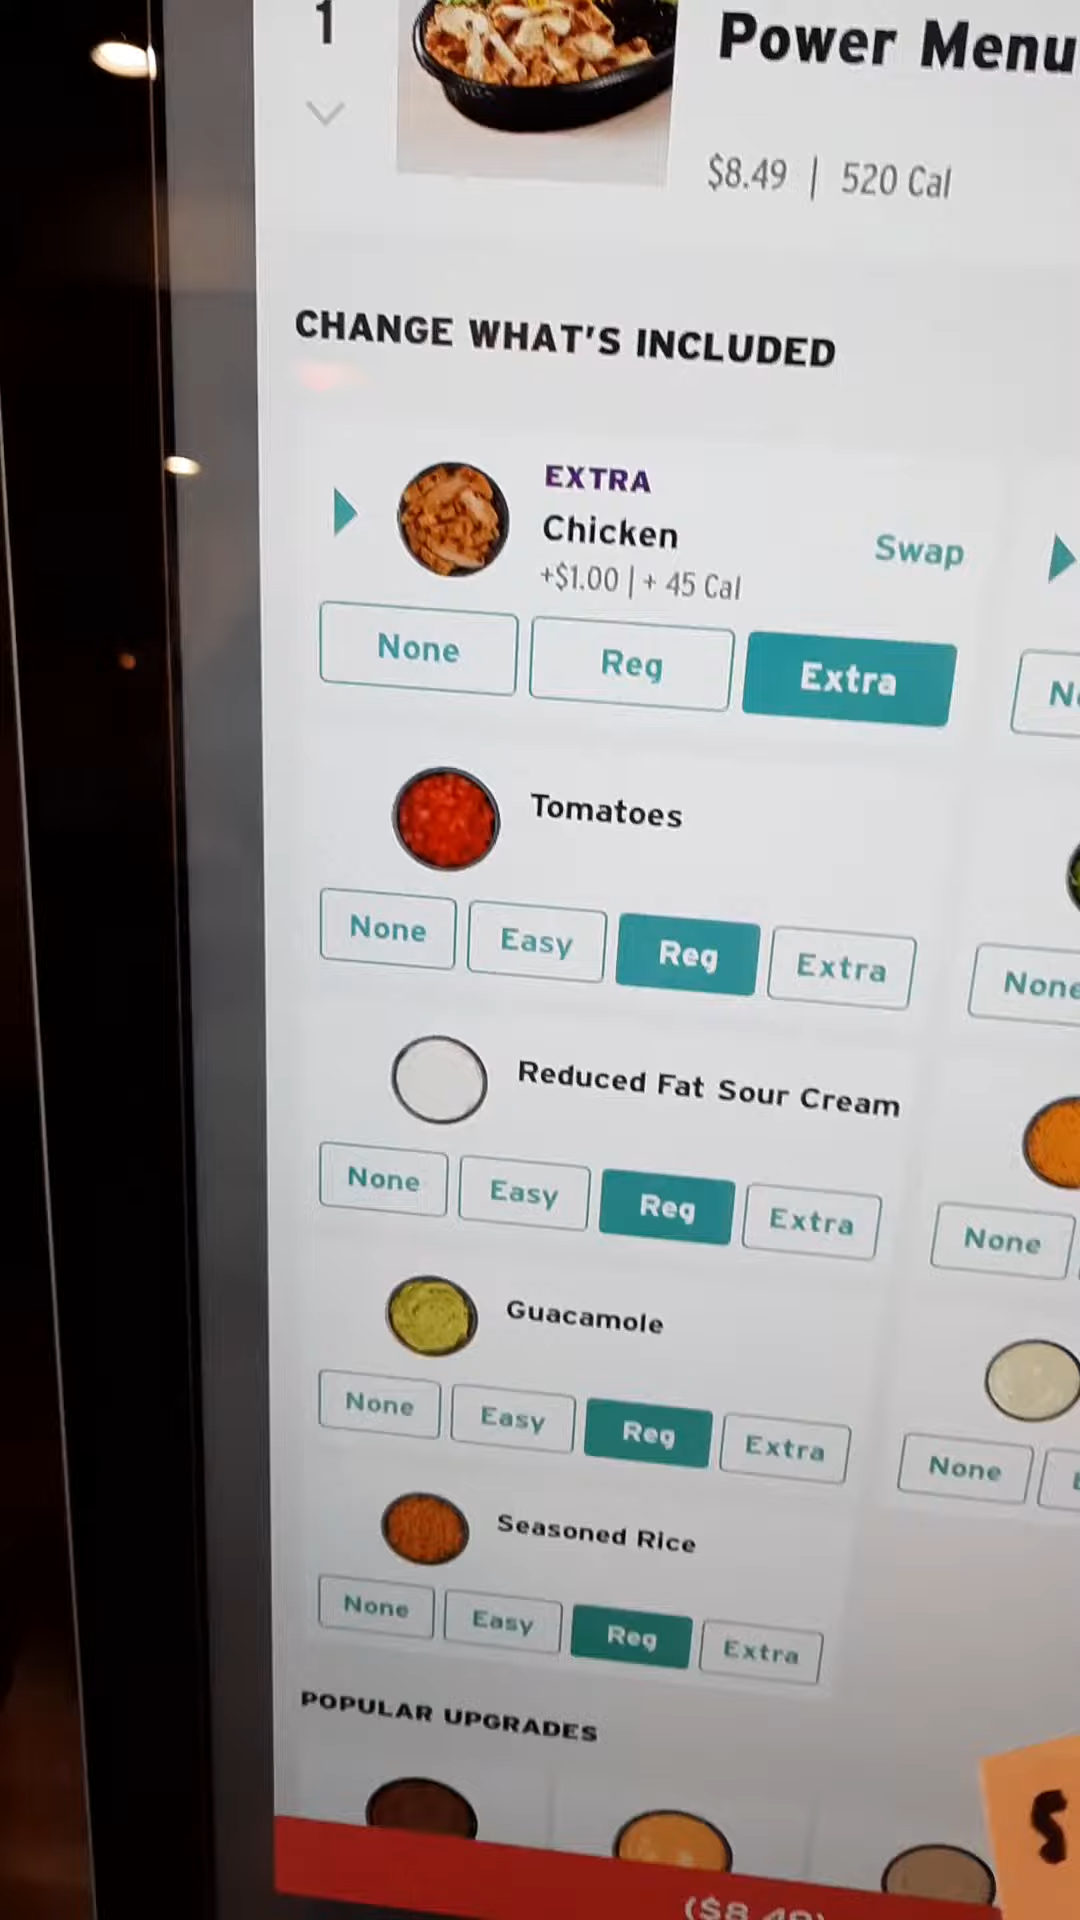 1
Power Menu
$8.49 | 520 Cal
CHANGE WHAT'S INCLUDED
EXTRA
Chicken
Swap
+$1.00 | + 45 Cal
None Reg Extra
Tomatoes
None Easy Reg Extra
None
Reduced Fat Sour Cream
None Easy Reg Extra
None
Guacamole
None Easy Reg Extra
None
Seasoned Rice
None Easy Reg Extra
POPULAR UPGRADES
($8.49)
S